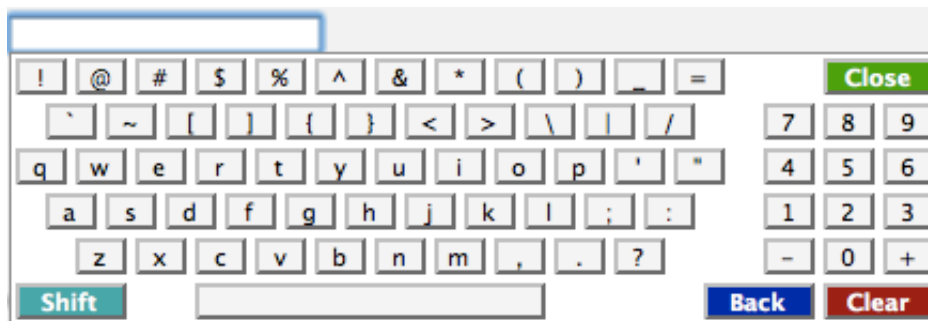 ! @ # $ % ^ & * ( ) _ = Close
` ~ [ ] { } < > \ | / 7 8 9
q w e r t y u i o p ' " 4 5 6
a s d f g h j k l ; : 1 2 3
z x c v b n m , . ? - 0 +
Shift Back Clear